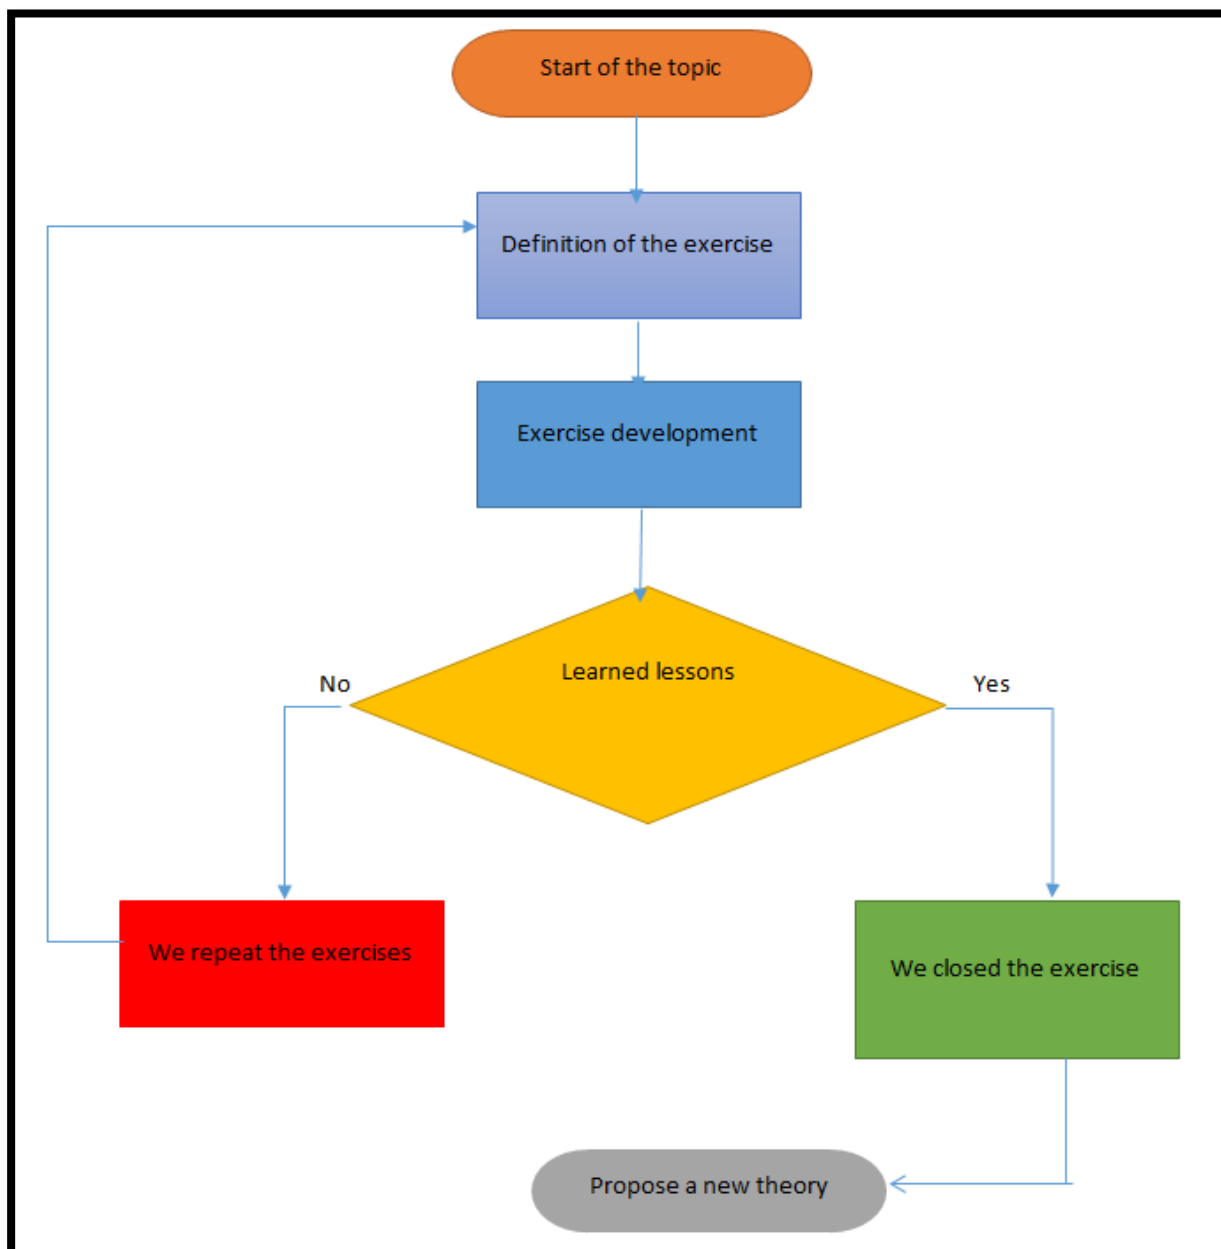 Start of the topic
Definition of the exercise
Exercise development
Learned lessons
No
Yes
We repeat the exercises
We closed the exercise
Propose a new theory